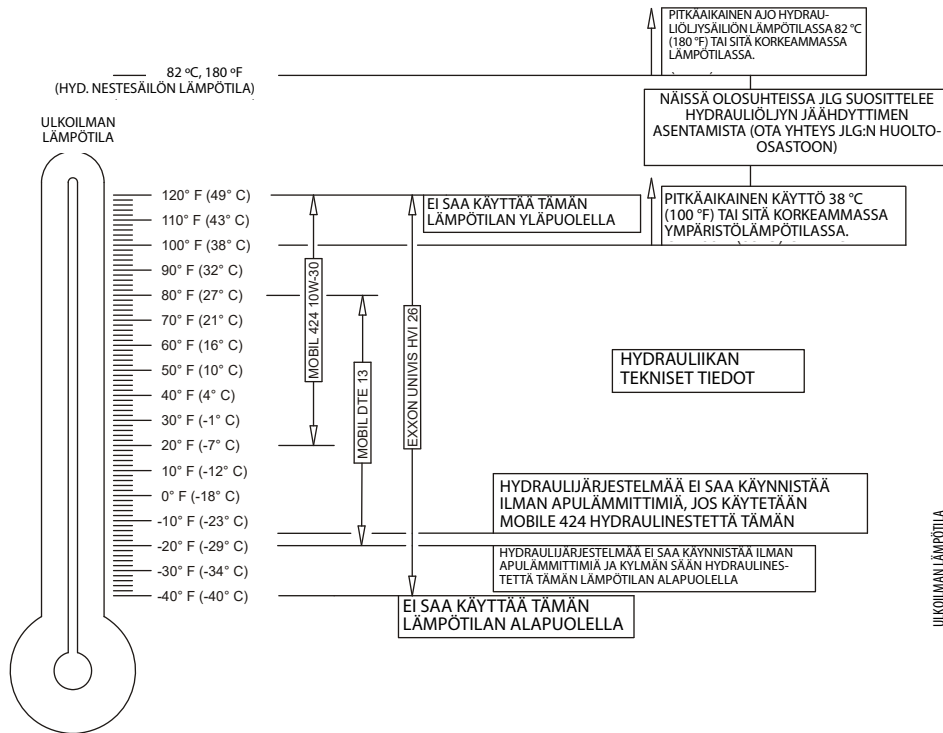 PITKÄAIKAINEN AJO HYDRAU-
LIÖLJYSÄILIÖN LÄMPÖTILASSA 82 °C
(180 °F) TAI SITÄ KORKEAMMASSA
LÄMPÖTILASSA.
82 ºC, 180 ºF
(HYD. NESTESÄILÖN LÄMPÖTILA)
NÄISSÄ OLOSUHTEISSA JLG SUOSITTELEE
HYDRAULIÖLJYN JÄÄHDYTTIMEN
ASENTAMISTA (OTA YHTEYS JLG:N HUOLTO-
OSASTOON)
ULKOILMAN
LÄMPÖTILA
120° F (49° C)
110° F (43° C)
100° F (38° C)
90° F (32° C)
80° F (27° C)
70° F (21° C)
60° F (16° C)
50° F (10° C)
40° F (4° C)
30° F (-1° C)
20° F (-7° C)
10° F (-12° C)
0° F (-18° C)
-10° F (-23° C)
-20° F (-29° C)
-30° F (-34° C)
-40° F (-40° C)
MOBIL 424 10W-30
MOBIL DTE 13
EXXON UNIVIS HVI 26
EI SAA KÄYTTÄÄ TÄMÄN
LÄMPÖTILAN YLÄPUOLELLA
PITKÄAIKAINEN KÄYTTÖ 38 °C
(100 °F) TAI SITÄ KORKEAMMASSA
YMPÄRISTÖLÄMPÖTILASSA.
HYDRAULIIKAN
TEKNISET TIEDOT
HYDRAULIJÄRJESTELMÄÄ EI SAA KÄYNNISTÄÄ
ILMAN APULÄMMITTIMIÄ, JOS KÄYTETÄÄN
MOBILE 424 HYDRAULINESTETTÄ TÄMÄN
HYDRAULIJÄRJESTELMÄÄ EI SAA KÄYNNISTÄÄ ILMAN
APULÄMMITTIMIÄ JA KYLMÄN SÄÄN HYDRAULINES-
TETTÄ TÄMÄN LÄMPÖTILAN ALAPUOLELLA
EI SAA KÄYTTÄÄ TÄMÄN
LÄMPÖTILAN ALAPUOLELLA
ULKOILMAN LÄMPÖTILA